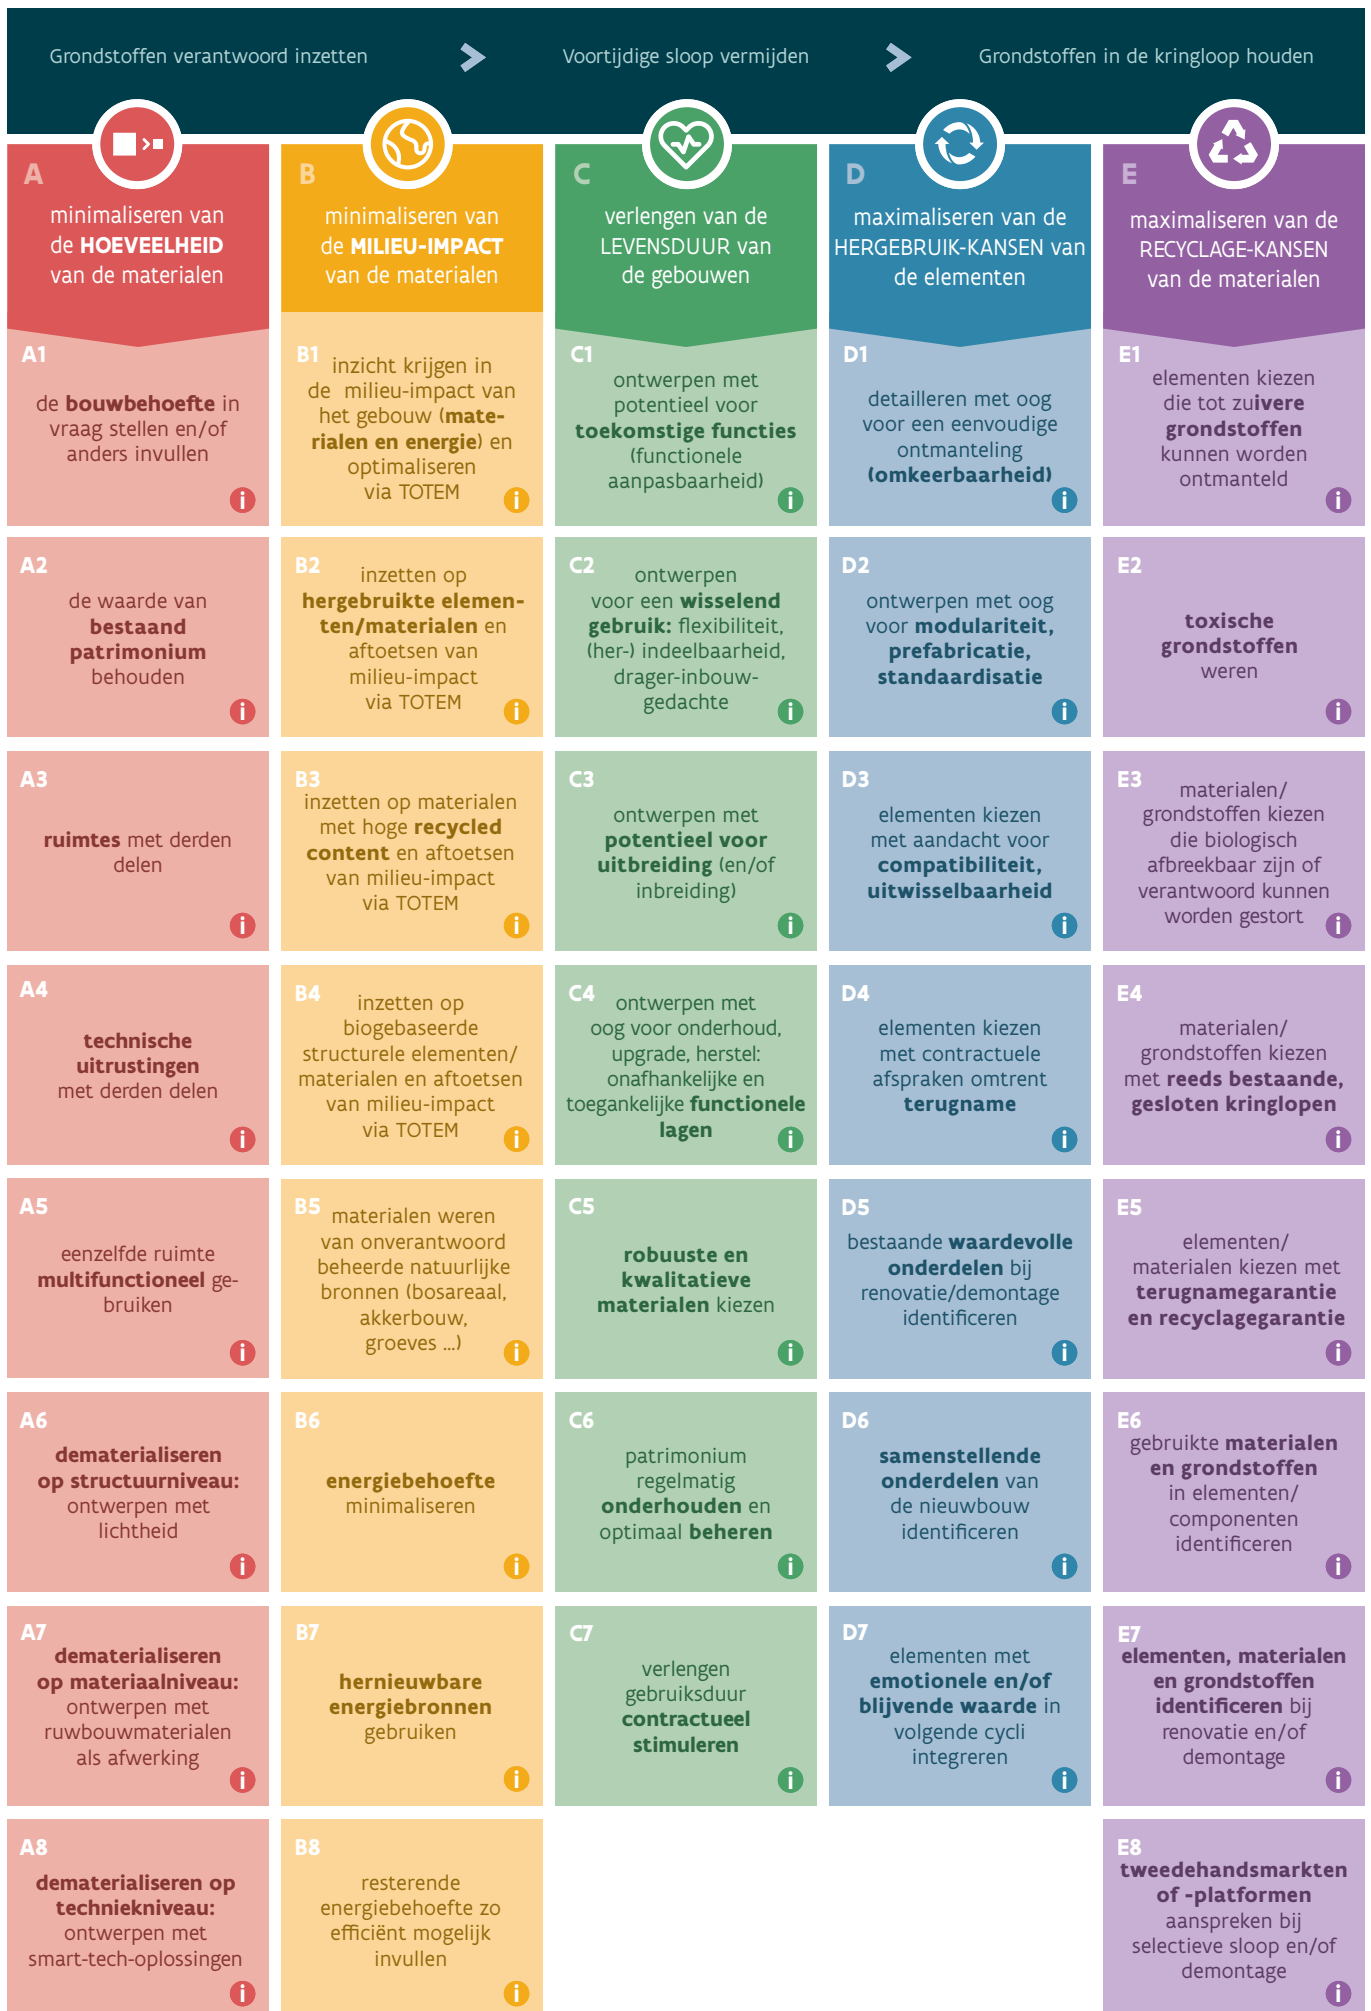 Grondstoffen verantwoord inzetten
>
Voortijdige sloop vermijden
>
Grondstoffen in de kringloop houden
A
minimaliseren van
de HOEVEELHEID
van de materialen
B
minimaliseren van
de MILIEU-IMPACT
van de materialen
C
verlengen van de
LEVENSDUUR van
de gebouwen
D
maximaliseren van de
HERGEBRUIK-KANSEN van
de elementen
E
maximaliseren van de
RECYCLAGE-KANSEN
van de materialen
A1
de bouwbehoefte in
vraag stellen en/of
anders invullen
i
B1
inzicht krijgen in
de milieu-impact van
het gebouw (mate-
rialen en energie) en
optimaliseren
via TOTEM
i
C1
ontwerpen met
potentieel voor
toekomstige functies
(functionele
aanpasbaarheid)
i
D1
detailleren met oog
voor een eenvoudige
ontmanteling
(omkeerbaarheid)
i
E1
elementen kiezen
die tot zuivere
grondstoffen
kunnen worden
ontmanteld
i
A2
de waarde van
bestaand
patrimonium
behouden
i
B2
inzetten op
hergebruikte elemen-
ten/materialen en
aftoetsen van
milieu-impact
via TOTEM
i
C2
ontwerpen
voor een wisselend
gebruik: flexibiliteit,
(her-) indeelbaarheid,
drager-inbouw-
gedachte
i
D2
ontwerpen met oog
voor modulariteit,
prefabricatie,
standaardisatie
i
E2
toxische
grondstoffen
weren
i
A3
ruimtes met derden
delen
i
B3
inzetten op materialen
met hoge recycled
content en aftoetsen
van milieu-impact
via TOTEM
i
C3
ontwerpen met
potentieel voor
uitbreiding (en/of
inbreiding)
i
D3
elementen kiezen
met aandacht voor
compatibiliteit,
uitwisselbaarheid
i
E3
materialen/
grondstoffen kiezen
die biologisch
afbreekbaar zijn of
verantwoord kunnen
worden gestort
i
A4
technische
uitrustingen
met derden delen
i
B4
inzetten op
biogebaseerde
structurele elementen/
materialen en aftoetsen
van milieu-impact
via TOTEM
i
C4
ontwerpen met
oog voor onderhoud,
upgrade, herstel:
onafhankelijke en
toegankelijke functionele
lagen
i
D4
elementen kiezen
met contractuele
afspraken omtrent
terugname
i
E4
materialen/
grondstoffen kiezen
met reeds bestaande,
gesloten kringlopen
i
A5
eenzelfde ruimte
multifunctioneel ge-
bruiken
i
B5
materialen weren
van onverantwoord
beheerde natuurlijke
bronnen (bosareaal,
akkerbouw,
groeves ...)
i
C5
robuuste en
kwalitatieve
materialen kiezen
i
D5
bestaande waardevolle
onderdelen bij
renovatie/demontage
identificeren
i
E5
elementen/
materialen kiezen met
terugnamegarantie
en recyclagegarantie
i
A6
dematerialiseren
op structuurniveau:
ontwerpen met
lichtheid
i
B6
energiebehoefte
minimaliseren
i
C6
patrimonium
regelmatig
onderhouden en
optimaal beheren
i
D6
samenstellende
onderdelen van
de nieuwbouw
identificeren
i
E6
gebruikte materialen
en grondstoffen
in elementen/
componenten
identificeren
i
A7
dematerialiseren
op materiaalniveau:
ontwerpen met
ruwbouwmaterialen
als afwerking
i
B7
hernieuwbare
energiebronnen
gebruiken
i
C7
verlengen
gebruiksduur
contractueel
stimuleren
i
D7
elementen met
emotionele en/of
blijvende waarde in
volgende cycli
integreren
i
E7
elementen, materialen
en grondstoffen
identificeren bij
renovatie en/of
demontage
i
A8
dematerialiseren op
techniekniveau:
ontwerpen met
smart-tech-oplossingen
i
B8
resterende
energiebehoefte zo
efficiënt mogelijk
invullen
i
E8
tweedehandsmarkten
of -platformen
aanspreken bij
selectieve sloop en/of
demontage
i